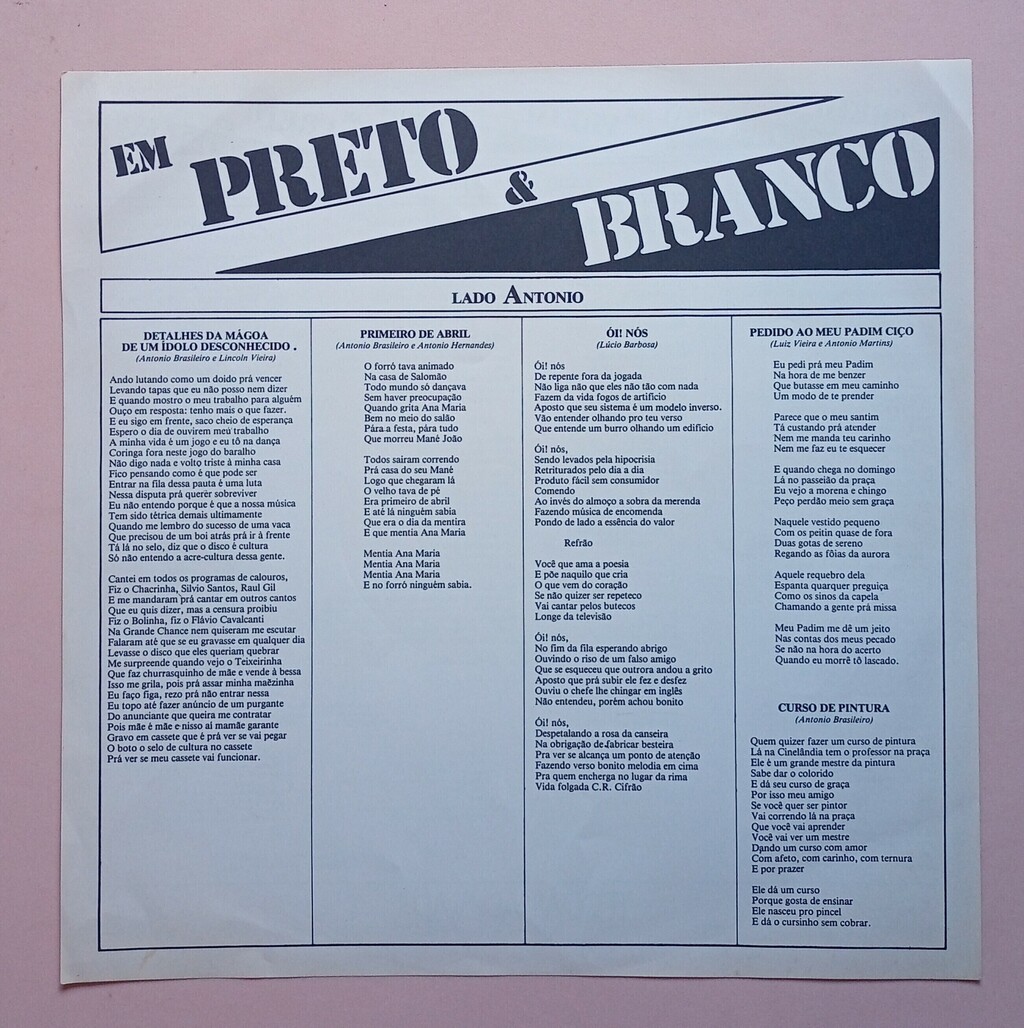 EM PRETO & BRANCO
LADO ANTONIO
DETALHES DA MÁGOA
DE UM ÍDOLO DESCONHECIDO .
(Antonio Brasileiro e Lincoln Vieira)
Ando lutando como um doido prá vencer
Levando tapas que eu não posso nem dizer
E quando mostro o meu trabalho para alguém
Ouço em resposta: tenho mais o que fazer.
E eu sigo em frente, saco cheio de esperança
Espero o dia de ouvirem meu trabalho
A minha vida é um jogo e eu tô na dança
Coringa fora neste jogo do baralho
Não digo nada e volto triste à minha casa
Fico pensando como é que pode ser
Entrar na fila dessa pauta é uma luta
Nessa disputa prá querer sobreviver
Eu não entendo porque é que a nossa música
Tem sido tétrica demais ultimamente
Quando me lembro do sucesso de uma vaca
Que precisou de um boi atrás prá ir à frente
Tá lá no selo, diz que o disco é cultura
Só não entendo a acre-cultura dessa gente.
Cantei em todos os programas de calouros,
Fiz o Chacrinha, Silvio Santos, Raul Gil
E me mandaram prá cantar em outros cantos
Que eu quis dizer, mas a censura proibiu
Fiz o Bolinha, fiz o Flávio Cavalcanti
Na Grande Chance nem quiseram me escutar
Falaram até que se eu gravasse em qualquer dia
Levasse o disco que eles queriam quebrar
Me surpreende quando vejo o Teixeirinha
Que faz churrasquinho de mãe e vende à bessa
Isso me grila, pois prá assar minha mãezinha
Eu faço figa, rezo prá não entrar nessa
Eu topo até fazer anúncio de um purgante
Do anunciante que queira me contratar
Pois mãe é mãe e nisso aí mamãe garante
Gravo em cassete que é prá ver se vai pegar
O boto o selo de cultura no cassete
Prá ver se meu cassete vai funcionar.
PRIMEIRO DE ABRIL
(Antonio Brasileiro e Antonio Hernandes)
O forró tava animado
Na casa de Salomão
Todo mundo só dançava
Sem haver preocupação
Quando grita Ana Maria
Bem no meio do salão
Pára a festa, pára tudo
Que morreu Mané João
Todos sairam correndo
Prá casa do seu Mané
Logo que chegaram lá
O velho tava de pé
Era primeiro de abril
E até lá ninguém sabia
Que era o dia da mentira
E que mentia Ana Maria
Mentia Ana Maria
Mentia Ana Maria
Mentia Ana Maria
E no forró ninguém sabia.
ÓI! NÓS
(Lúcio Barbosa)
Ói! nós
De repente fora da jogada
Não liga não que eles não tão com nada
Fazem da vida fogos de artificio
Aposto que seu sistema é um modelo inverso.
Vão entender olhando pro teu verso
Que entende um burro olhando um edificio
Ói! nós,
Sendo levados pela hipocrisia
Retriturados pelo dia a dia
Produto fácil sem consumidor
Comendo
Ao invés do almoço a sobra da merenda
Fazendo música de encomenda
Pondo de lado a essência do valor
Refrão
Você que ama a poesia
E põe naquilo que cria
O que vem do coração
Se não quizer ser repeteco
Vai cantar pelos butecos
Longe da televisão
Ói! nós,
No fim da fila esperando abrigo
Ouvindo o riso de um falso amigo
Que se esqueceu que outrora andou a grito
Aposto que prá subir ele fez e desfez
Ouviu o chefe lhe chingar em inglês
Não entendeu, porém achou bonito
Ói! nós,
Despetalando a rosa da canseira
Na obrigação de fabricar besteira
Pra ver se alcança um ponto de atenção
Fazendo verso bonito melodia em cima
Pra quem encherga no lugar da rima
Vida folgada C.R. Cifrão
PEDIDO AO MEU PADIM CIÇO
(Luiz Vieira e Antonio Martins)
Eu pedi prá meu Padim
Na hora de me benzer
Que butasse em meu caminho
Um modo de te prender
Parece que o meu santim
Tá custando prá atender
Nem me manda teu carinho
Nem me faz eu te esquecer
E quando chega no domingo
Lá no passeião da praça
Eu vejo a morena e chingo
Peço perdão meio sem graça
Naquele vestido pequeno
Com os peitin quase de fora
Duas gotas de sereno
Regando as fôias da aurora
Aquele requebro dela
Espanta quarquer preguiça
Como os sinos da capela
Chamando a gente prá missa
Meu Padim me dê um jeito
Nas contas dos meus pecado
Se não na hora do acerto
Quando eu morrê tô lascado.
CURSO DE PINTURA
(Antonio Brasileiro)
Quem quizer fazer um curso de pintura
Lá na Cinelândia tem o professor na praça
Ele é um grande mestre da pintura
Sabe dar o colorido
E dá seu curso de graça
Por isso meu amigo
Se você quer ser pintor
Vai correndo lá na praça
Que você vai aprender
Você vai ver um mestre
Dando um curso com amor
Com afeto, com carinho, com ternura
E por prazer
Ele dá um curso
Porque gosta de ensinar
Ele nasceu pro pincel
E dá o cursinho sem cobrar.